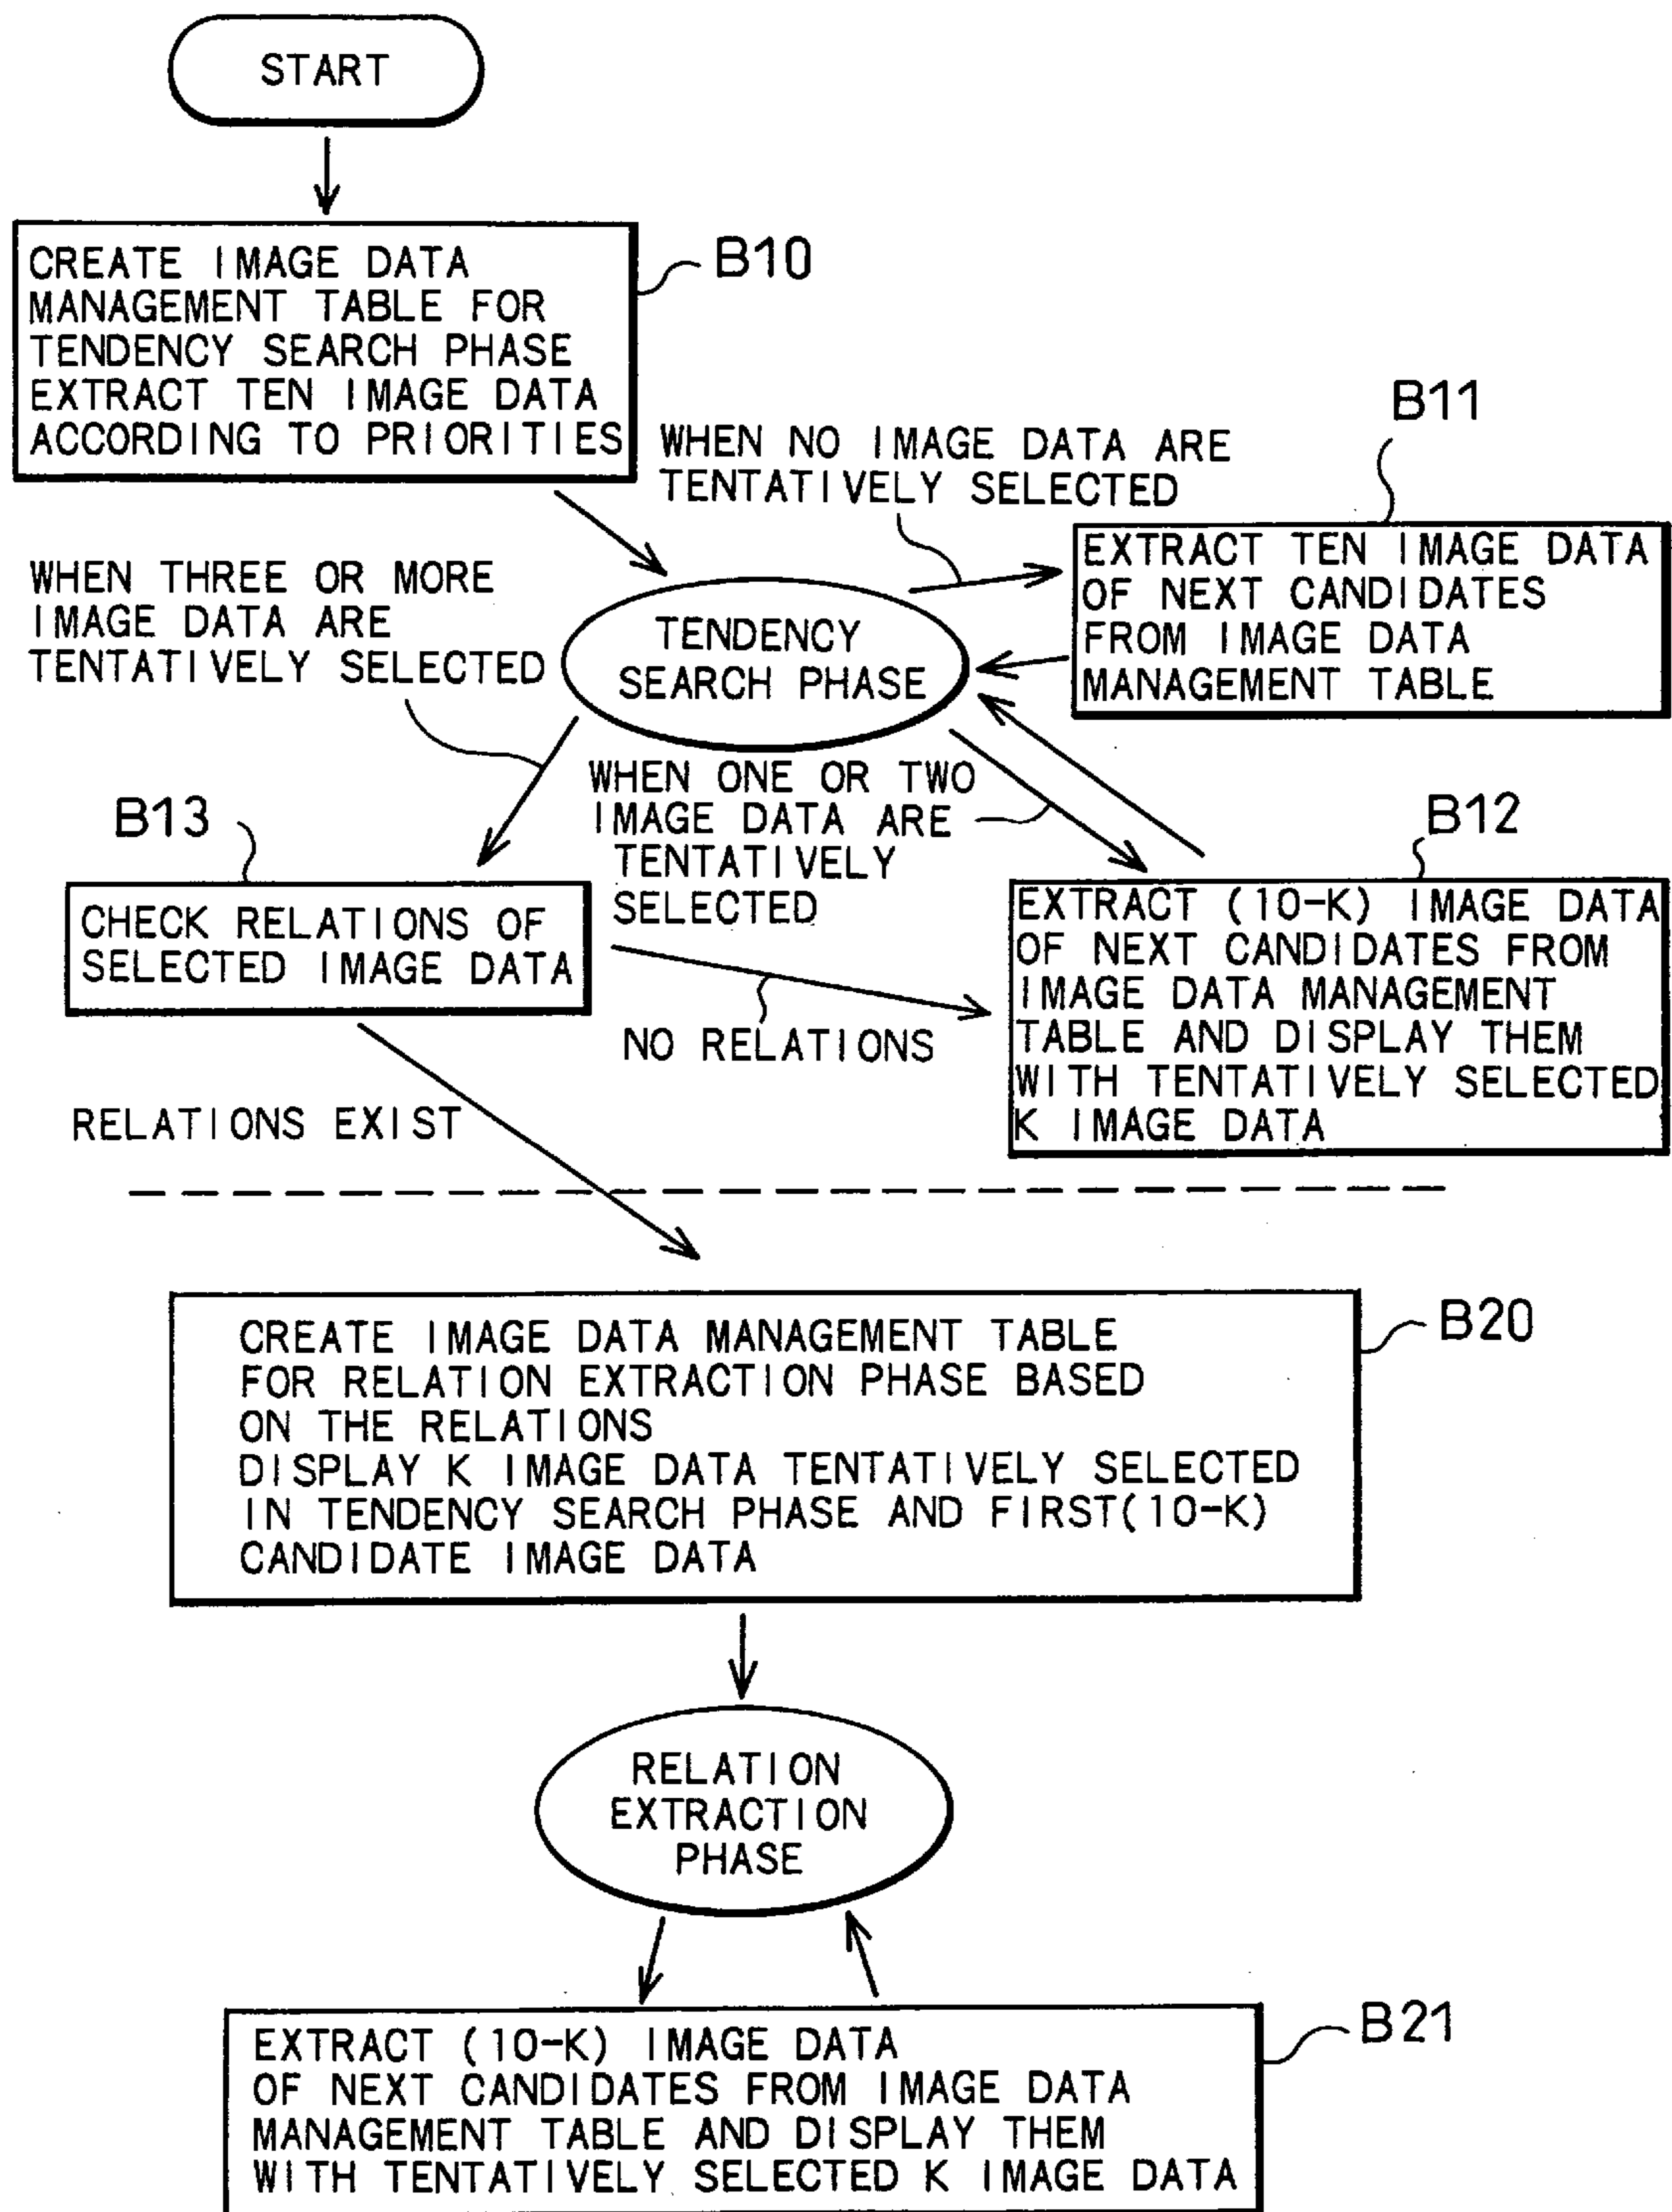 START
CREATE IMAGE DATA
MANAGEMENT TABLE FOR
TENDENCY SEARCH PHASE
EXTRACT TEN IMAGE DATA
ACCORDING TO PRIORITIES
B10
WHEN NO IMAGE DATA ARE
TENTATIVELY SELECTED
B11
EXTRACT TEN IMAGE DATA
OF NEXT CANDIDATES
FROM IMAGE DATA
MANAGEMENT TABLE
WHEN THREE OR MORE
IMAGE DATA ARE
TENTATIVELY SELECTED
TENDENCY
SEARCH PHASE
WHEN ONE OR TWO
IMAGE DATA ARE
TENTATIVELY
SELECTED
B13
CHECK RELATIONS OF
SELECTED IMAGE DATA
B12
EXTRACT (10-K) IMAGE DATA
OF NEXT CANDIDATES FROM
IMAGE DATA MANAGEMENT
TABLE AND DISPLAY THEM
WITH TENTATIVELY SELECTED
K IMAGE DATA
NO RELATIONS
RELATIONS EXIST
B20
CREATE IMAGE DATA MANAGEMENT TABLE
FOR RELATION EXTRACTION PHASE BASED
ON THE RELATIONS
DISPLAY K IMAGE DATA TENTATIVELY SELECTED
IN TENDENCY SEARCH PHASE AND FIRST(10-K)
CANDIDATE IMAGE DATA
RELATION
EXTRACTION
PHASE
B21
EXTRACT (10-K) IMAGE DATA
OF NEXT CANDIDATES FROM IMAGE DATA
MANAGEMENT TABLE AND DISPLAY THEM
WITH TENTATIVELY SELECTED K IMAGE DATA